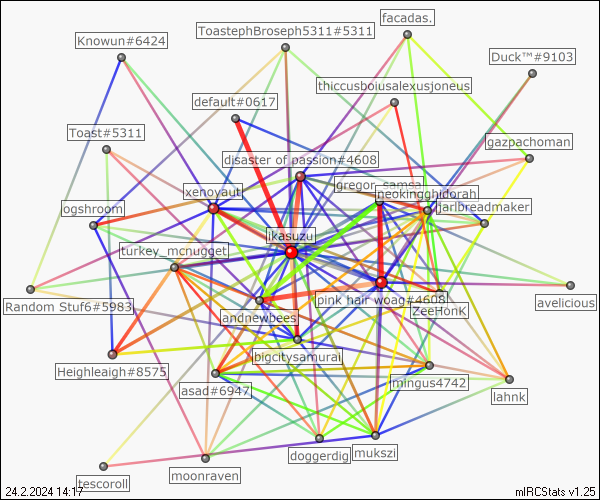 facadas.
ToastephBroseph5311#5311
Knowun#6424
Duck™#9103
thiccusboiusalexusjoneus
default#0617
Toast#5311
gazpachoman
disaster of passion#4608
gregor_samsa
xenoyaut
neokingghidorah
ogshroom
jarlbreadmaker
ikasuzu
turkey_mcnugget
pink hair woag#4608
avelicious
Random Stuf6#5983
ZeeHonk
andnewbees
bigcitysamurai
Heighleaigh#8575
mingus4742
asad#6947
lahnk
doggerdig
mukszi
moonraven
tescoroll
24.2.2024 14:17
mIRCStats v1.25